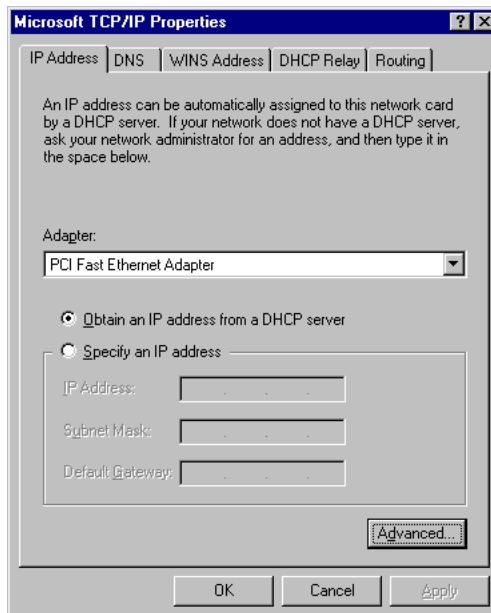 Microsoft TCP/IP Properties
IP Address DNS WINS Address DHCP Relay Routing
An IP address can be automatically assigned to this network card
by a DHCP server. If your network does not have a DHCP server,
ask your network administrator for an address, and then type it in
the space below.
Adapter:
PCI Fast Ethernet Adapter
Obtain an IP address from a DHCP server
Specify an IP address
IP Address:
Subnet Mask:
Default Gateway:
Advanced...
OK Cancel Apply